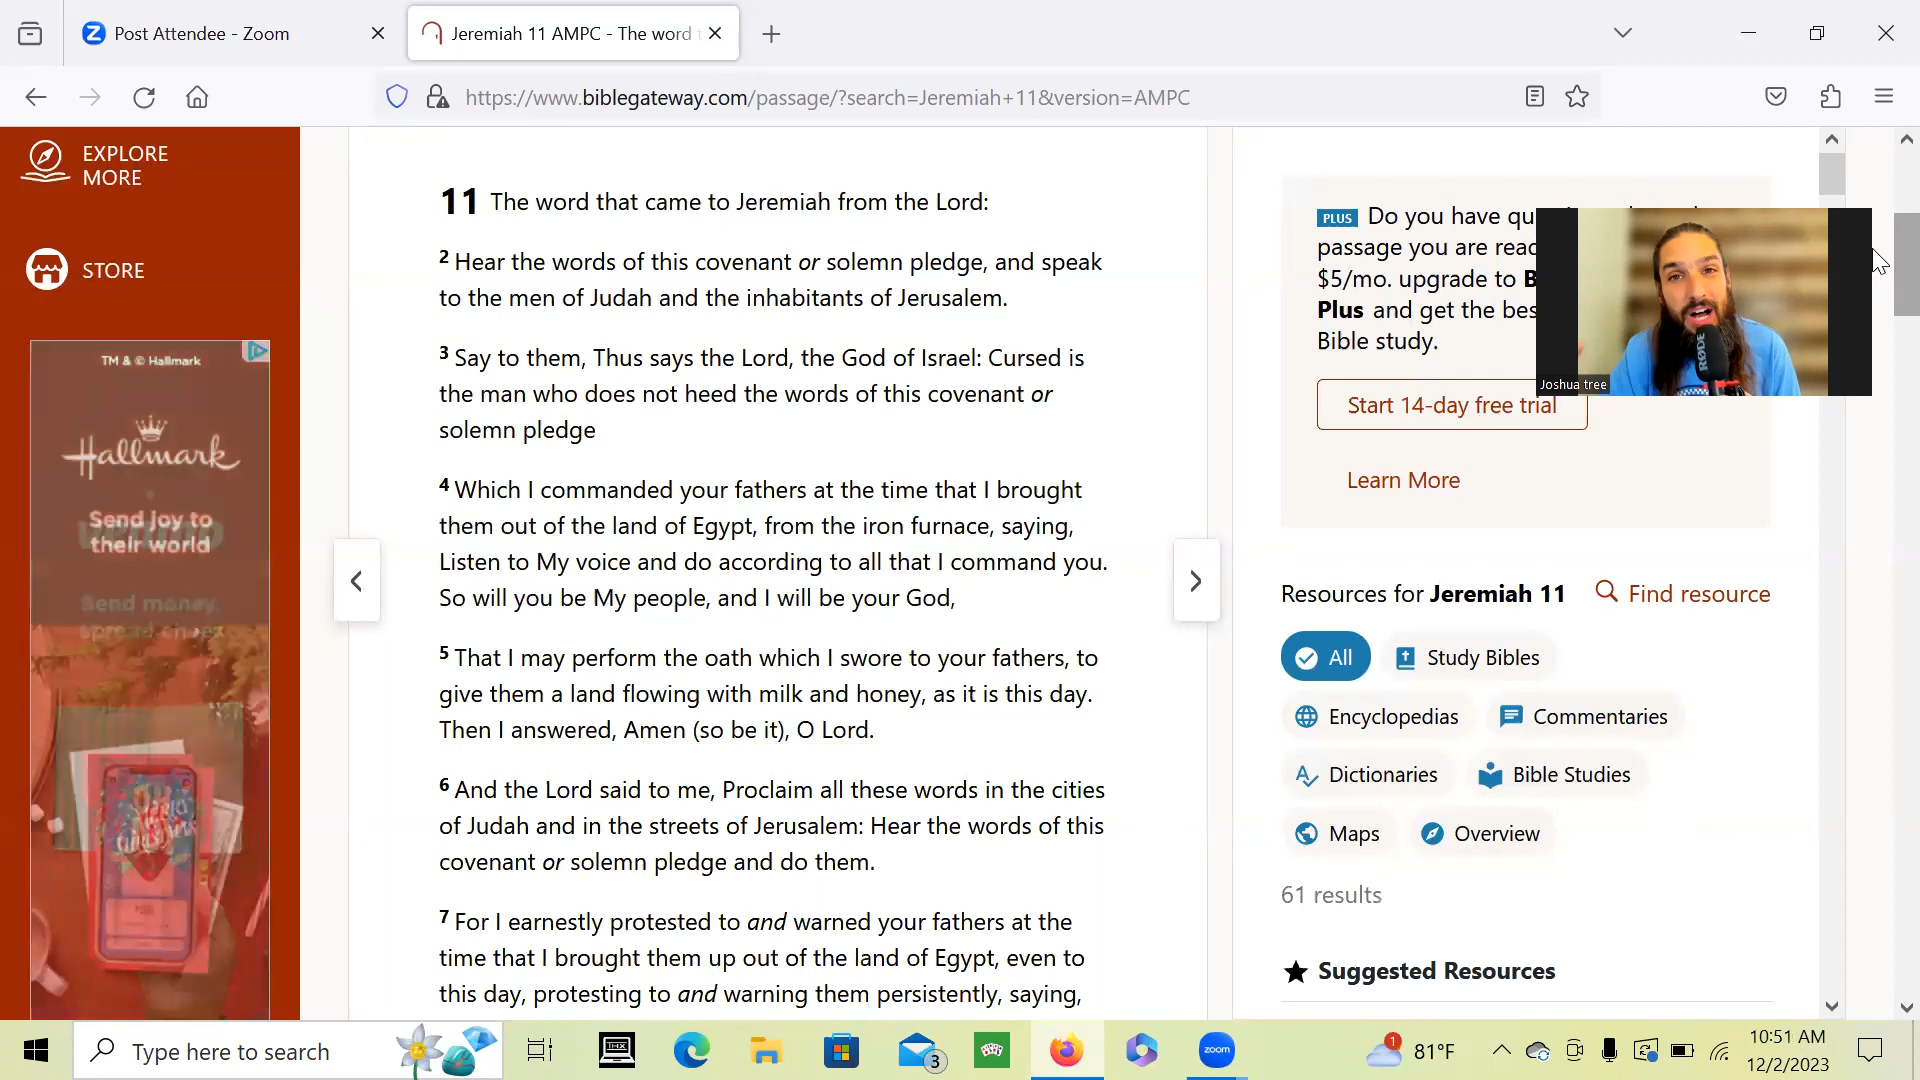 Post Attendee - Zoom
Jeremiah 11 AMPC - The word
https://www.biblegateway.com/passage/?search=Jeremiah+11&version=AMPC
EXPLORE
MORE
STORE
TM & © Hallmark
Hallmark
Send joy to
their world
Send money,
spread cheer
11 The word that came to Jeremiah from the Lord:
2 Hear the words of this covenant or solemn pledge, and speak
to the men of Judah and the inhabitants of Jerusalem.
3 Say to them, Thus says the Lord, the God of Israel: Cursed is
the man who does not heed the words of this covenant or
solemn pledge
4 Which I commanded your fathers at the time that I brought
them out of the land of Egypt, from the iron furnace, saying,
Listen to My voice and do according to all that I command you.
So will you be My people, and I will be your God,
5 That I may perform the oath which I swore to your fathers, to
give them a land flowing with milk and honey, as it is this day.
Then I answered, Amen (so be it), O Lord.
6 And the Lord said to me, Proclaim all these words in the cities
of Judah and in the streets of Jerusalem: Hear the words of this
covenant or solemn pledge and do them.
7 For I earnestly protested to and warned your fathers at the
time that I brought them up out of the land of Egypt, even to
this day, protesting to and warning them persistently, saying,
PLUS Do you have qu
passage you are read
$5/mo. upgrade to B
Plus and get the bes
Bible study.
RØDE
Joshua tree
Start 14-day free trial
Learn More
Resources for Jeremiah 11
Find resource
All
Study Bibles
Encyclopedias
Commentaries
Dictionaries
Bible Studies
Maps
Overview
61 results
Suggested Resources
Type here to search
THX
3
zoom
1
81°F
10:51 AM
12/2/2023